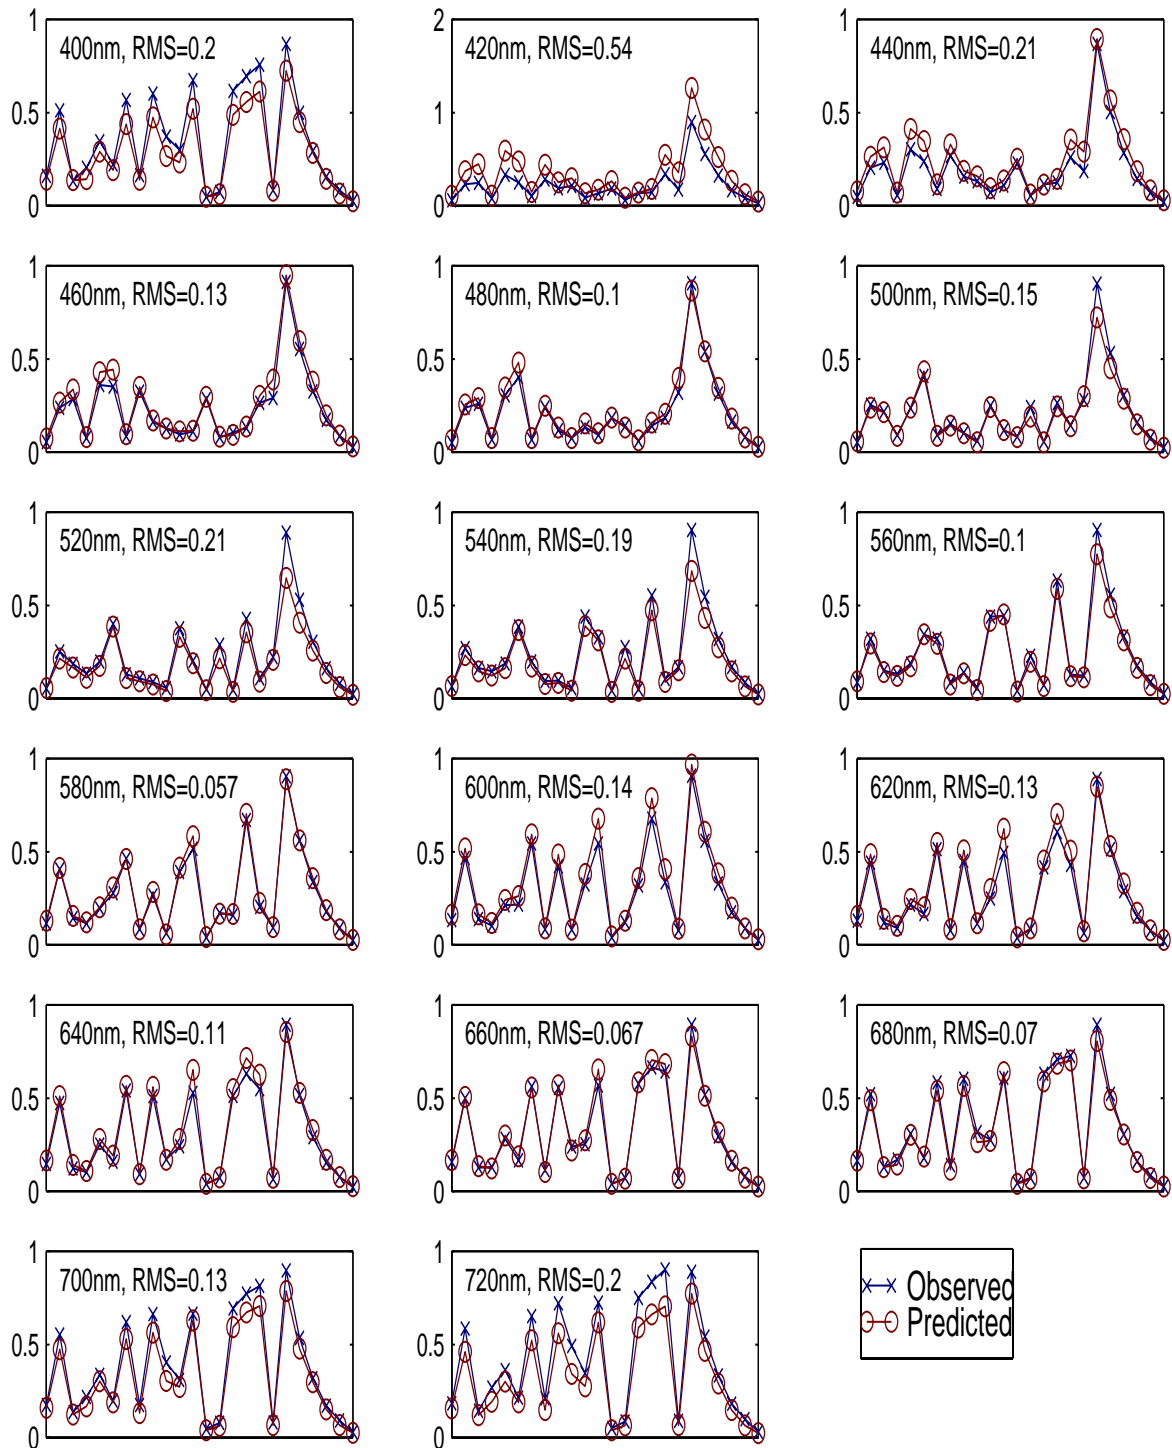 1
0.5
0
400nm, RMS=0.2
2
1
0
420nm, RMS=0.54
1
0.5
0
440nm, RMS=0.21
1
0.5
0
460nm, RMS=0.13
1
0.5
0
480nm, RMS=0.1
1
0.5
0
500nm, RMS=0.15
1
0.5
0
520nm, RMS=0.21
1
0.5
0
540nm, RMS=0.19
1
0.5
0
560nm, RMS=0.1
1
0.5
0
580nm, RMS=0.057
1
0.5
0
600nm, RMS=0.14
1
0.5
0
620nm, RMS=0.13
1
0.5
0
640nm, RMS=0.11
1
0.5
0
660nm, RMS=0.067
1
0.5
0
680nm, RMS=0.07
1
0.5
0
700nm, RMS=0.13
1
0.5
0
720nm, RMS=0.2
Observed
Predicted